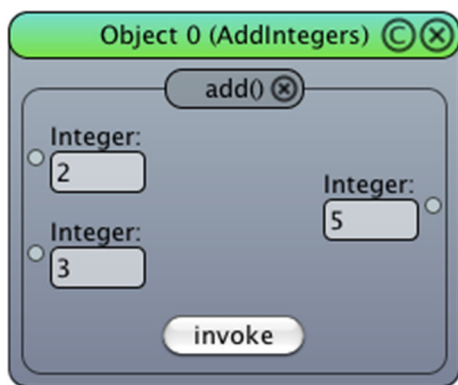 Object 0 (AddIntegers) C
add()
Integer:
2
Integer:
5
Integer:
3
invoke